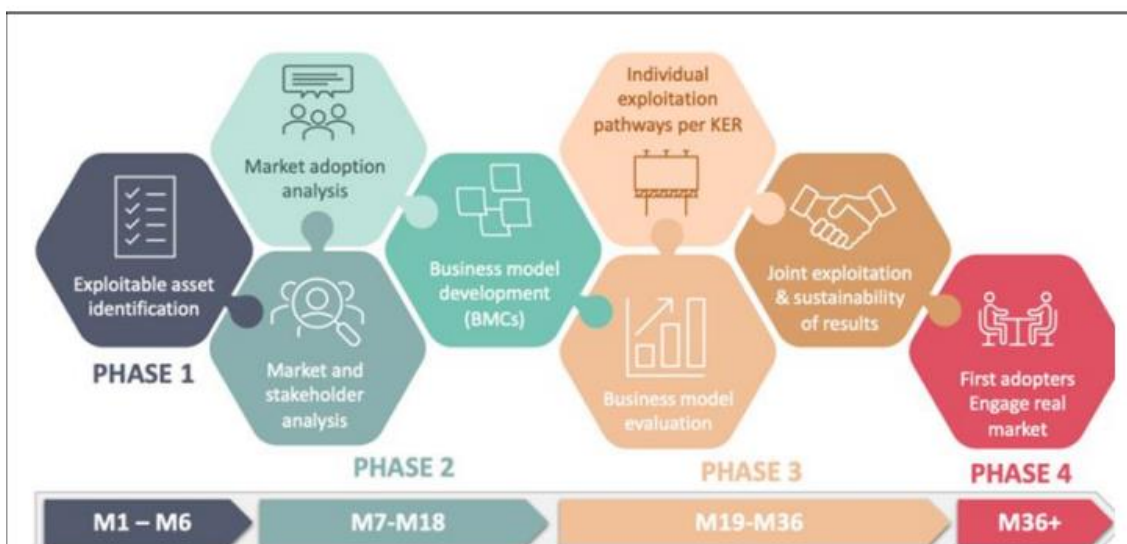 Market adoption
analysis
Individual
exploitation
pathways per KER
Exploitable asset
identification
Business model
development
(BMCs)
Joint exploitation
& sustainability
of results
PHASE 1
Market and
stakeholder
analysis
Business model
evaluation
First adopters
Engage real
market
PHASE 2
PHASE 3
PHASE 4
M1 – M6
M7-M18
M19-M36
M36+